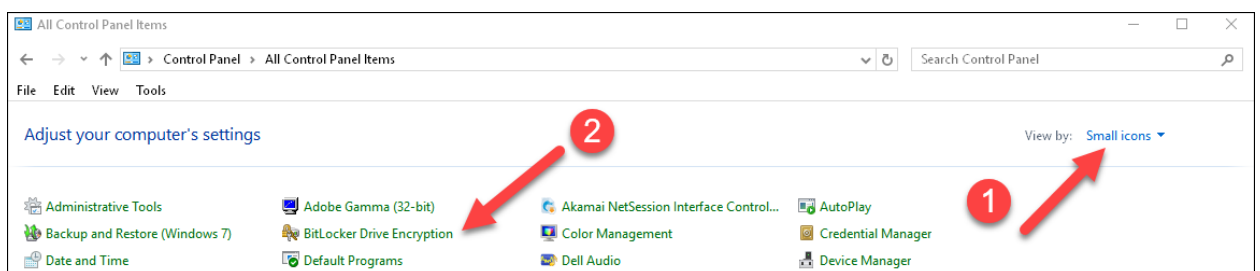 All Control Panel Items
Control Panel > All Control Panel Items
Search Control Panel
File Edit View Tools
Adjust your computer's settings
2
View by: Small icons
1
Administrative Tools Adobe Gamma (32-bit) Akamai NetSession Interface Control... AutoPlay
Backup and Restore (Windows 7) BitLocker Drive Encryption Color Management Credential Manager
Date and Time Default Programs Dell Audio Device Manager